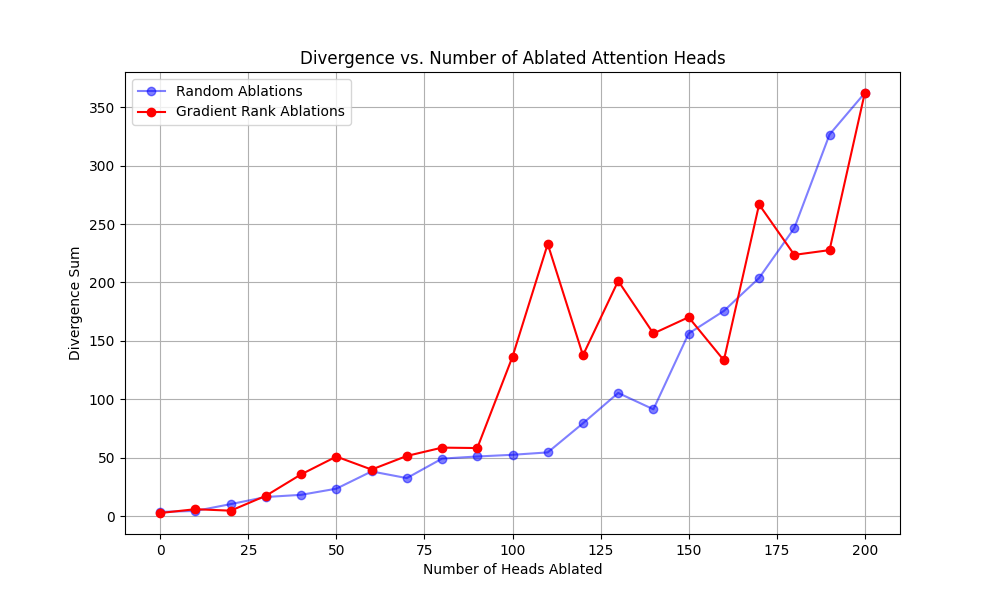 Divergence vs. Number of Ablated Attention Heads
Random Ablations
Gradient Rank Ablations
Divergence Sum
350
300
250
200
150
100
50
0
0 25 50 75 100 125 150 175 200
Number of Heads Ablated